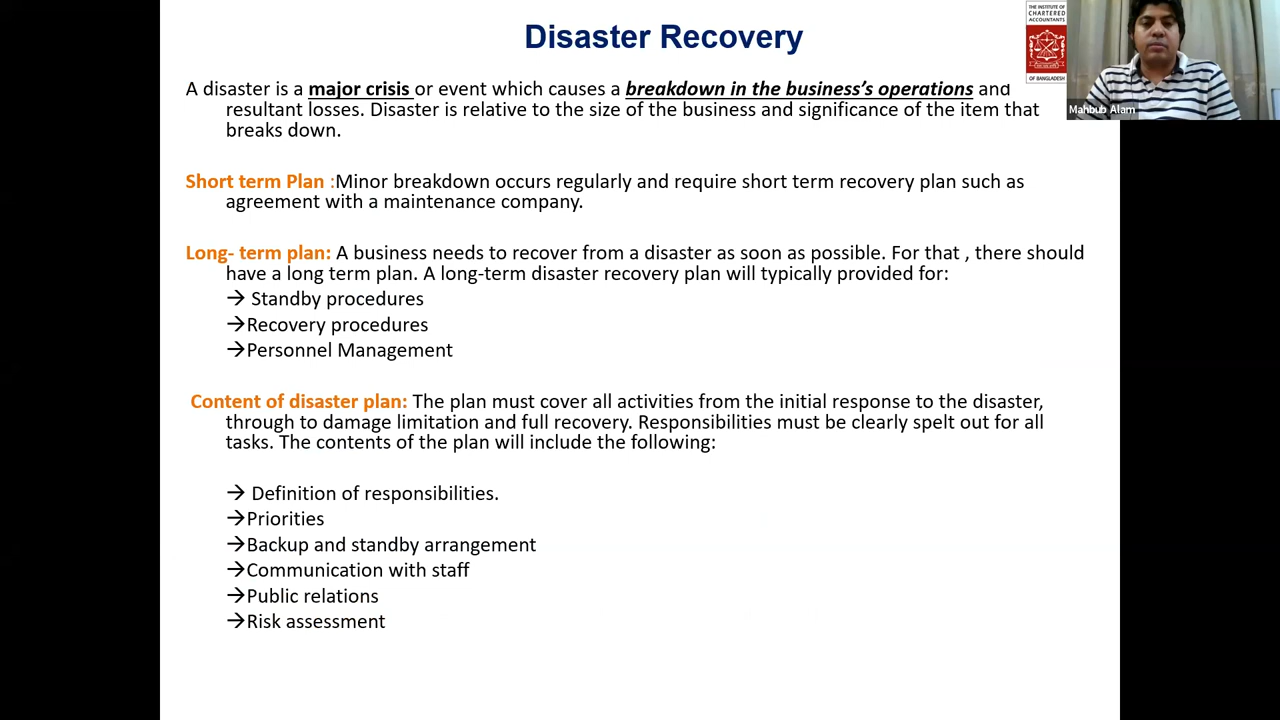 Disaster Recovery
THE INSTITUTE OF
CHARTERED
ACCOUNTANTS
OF BANGLADESH
Mahbub Alam
A disaster is a major crisis or event which causes a breakdown in the business's operations and
resultant losses. Disaster is relative to the size of the business and significance of the item that
breaks down.
Short term Plan :Minor breakdown occurs regularly and require short term recovery plan such as
agreement with a maintenance company.
Long- term plan: A business needs to recover from a disaster as soon as possible. For that , there should
have a long term plan. A long-term disaster recovery plan will typically provided for:
→ Standby procedures
→Recovery procedures
→Personnel Management
Content of disaster plan: The plan must cover all activities from the initial response to the disaster,
through to damage limitation and full recovery. Responsibilities must be clearly spelt out for all
tasks. The contents of the plan will include the following:
→ Definition of responsibilities.
→Priorities
→Backup and standby arrangement
→Communication with staff
→Public relations
→Risk assessment